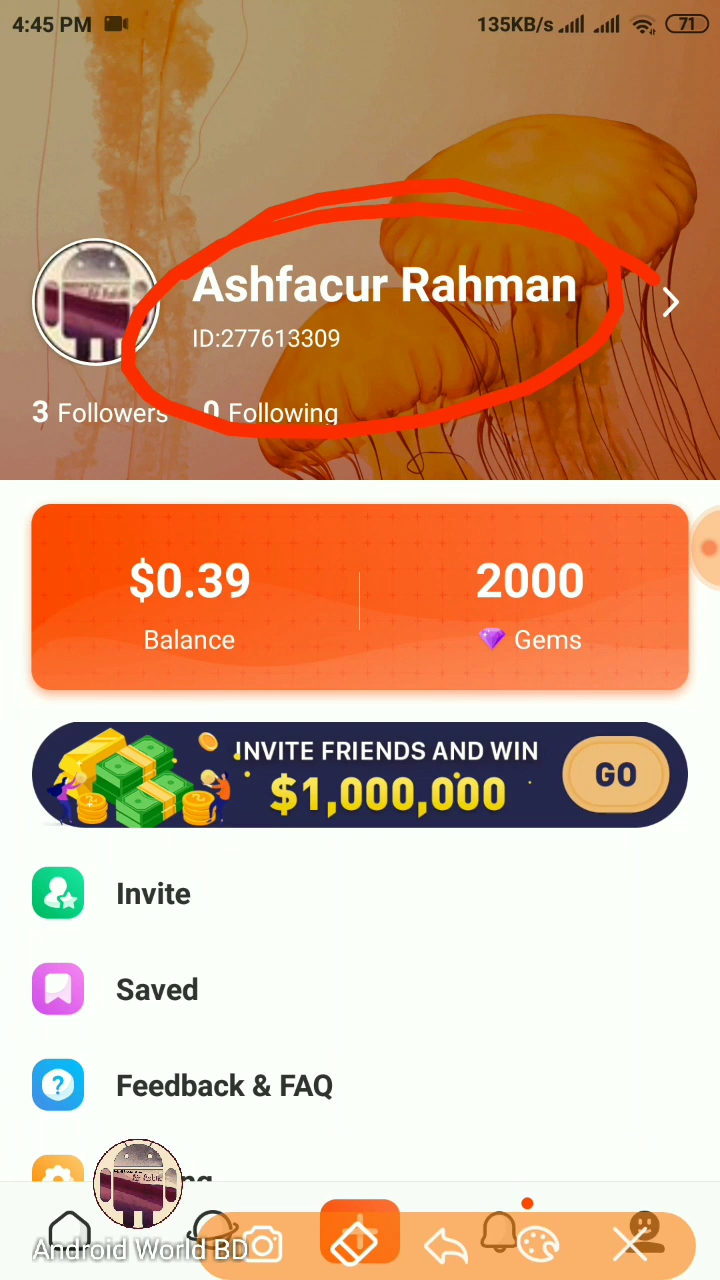 4:45 PM 135KB/s 71
Ashfacur Rahman
ID:277613309
3 Followers 0 Following
$0.39 2000
Balance Gems
INVITE FRIENDS AND WIN
$1,000,000
GO
Invite
Saved
Feedback & FAQ
Android World BD